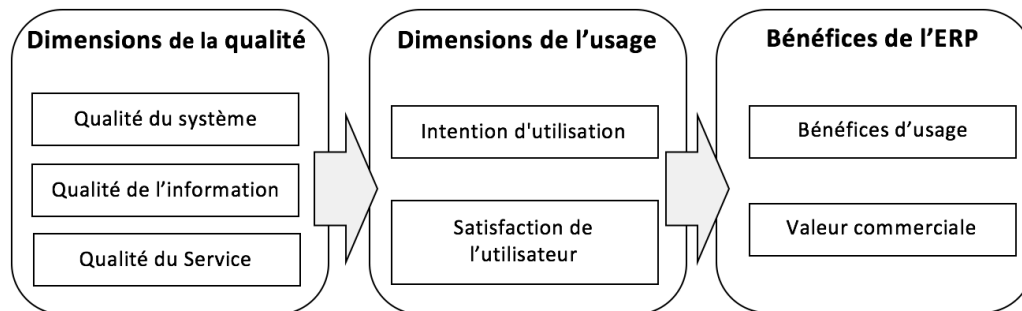 Dimensions de la qualité
Qualité du système
Qualité de l'information
Qualité du Service
Dimensions de l'usage
Intention d'utilisation
Satisfaction de
l'utilisateur
Bénéfices de l'ERP
Bénéfices d'usage
Valeur commerciale